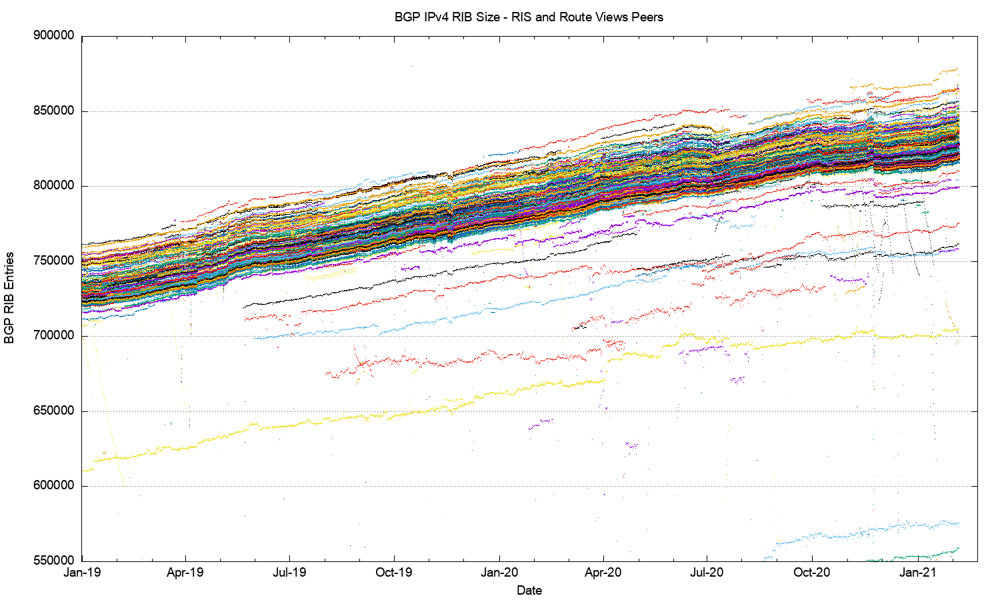 BGP IPv4 RIB Size - RIS and Route Views Peers
900000
850000
800000
750000
700000
650000
600000
550000
BGP RIB Entries
Jan-19 Apr-19 Jul-19 Oct-19 Jan-20 Apr-20 Jul-20 Oct-20 Jan-21
Date